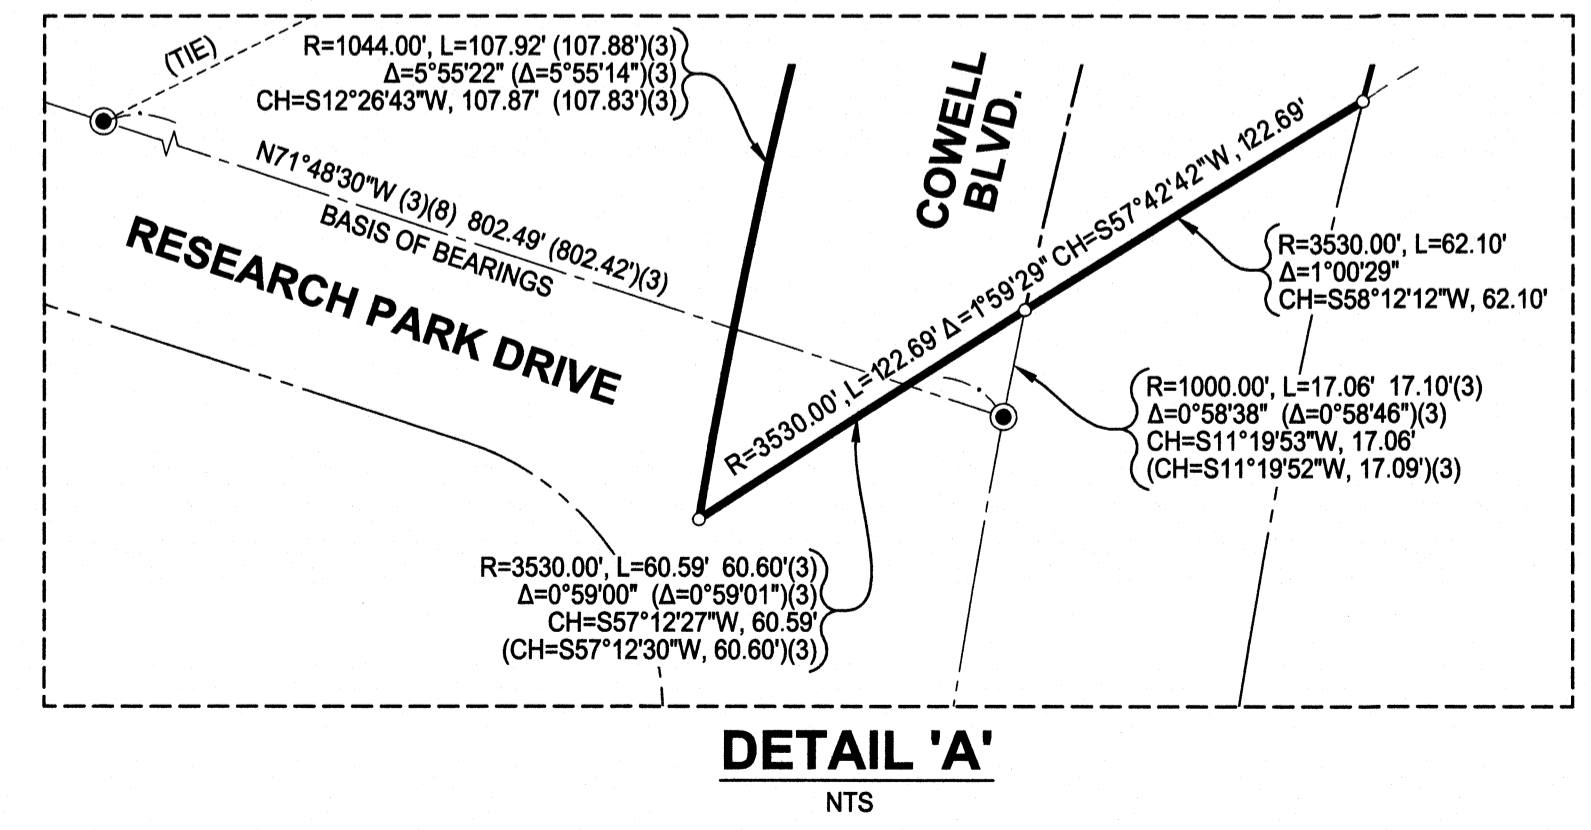 (TIE)
R=1044.00', L=107.92' (107.88')(3)
Δ=5°55'22" (Δ=5°55'14")(3)
CH=S12°26'43"W, 107.87' (107.83')(3)
N71°48'30"W (3)(8) 802.49' (802.42')(3)
BASIS OF BEARINGS
RESEARCH PARK DRIVE
COWELL
BLVD.
R=3530.00', L=122.69' Δ=1°59'29" CH=S57°42'42"W, 122.69'
R=3530.00', L=62.10'
Δ=1°00'29"
CH=S58°12'12"W, 62.10'
R=1000.00', L=17.06' 17.10'(3)
Δ=0°58'38" (Δ=0°58'46")(3)
CH=S11°19'53"W, 17.06'
(CH=S11°19'52"W, 17.09')(3)
R=3530.00', L=60.59' 60.60'(3)
Δ=0°59'00" (Δ=0°59'01")(3)
CH=S57°12'27"W, 60.59'
(CH=S57°12'30"W, 60.60')(3)
DETAIL 'A'
NTS